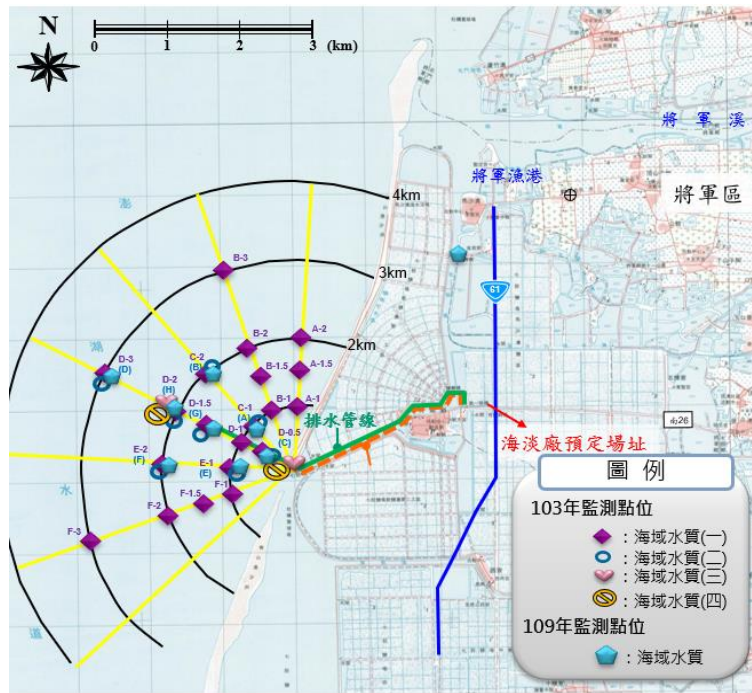 N
0 1 2 3 (km)
將軍溪
將軍漁港
將軍區
澎
湖
水
道
4km
3km
2km
61
B-3
B-2
A-2
D-3
(D)
C-2
(B)
B-1.5
A-1.5
D-2
(H)
D-1.5
(G)
C-1
(A)
B-1
A-1
D-1
D-0.5
(C)
E-2
(F)
E-1
(E)
F-1
F-1.5
F-2
F-3
排水管線
南26
海淡廠預定場址
圖 例
103年監測點位
：海域水質(一)
：海域水質(二)
：海域水質(三)
：海域水質(四)
109年監測點位
：海域水質